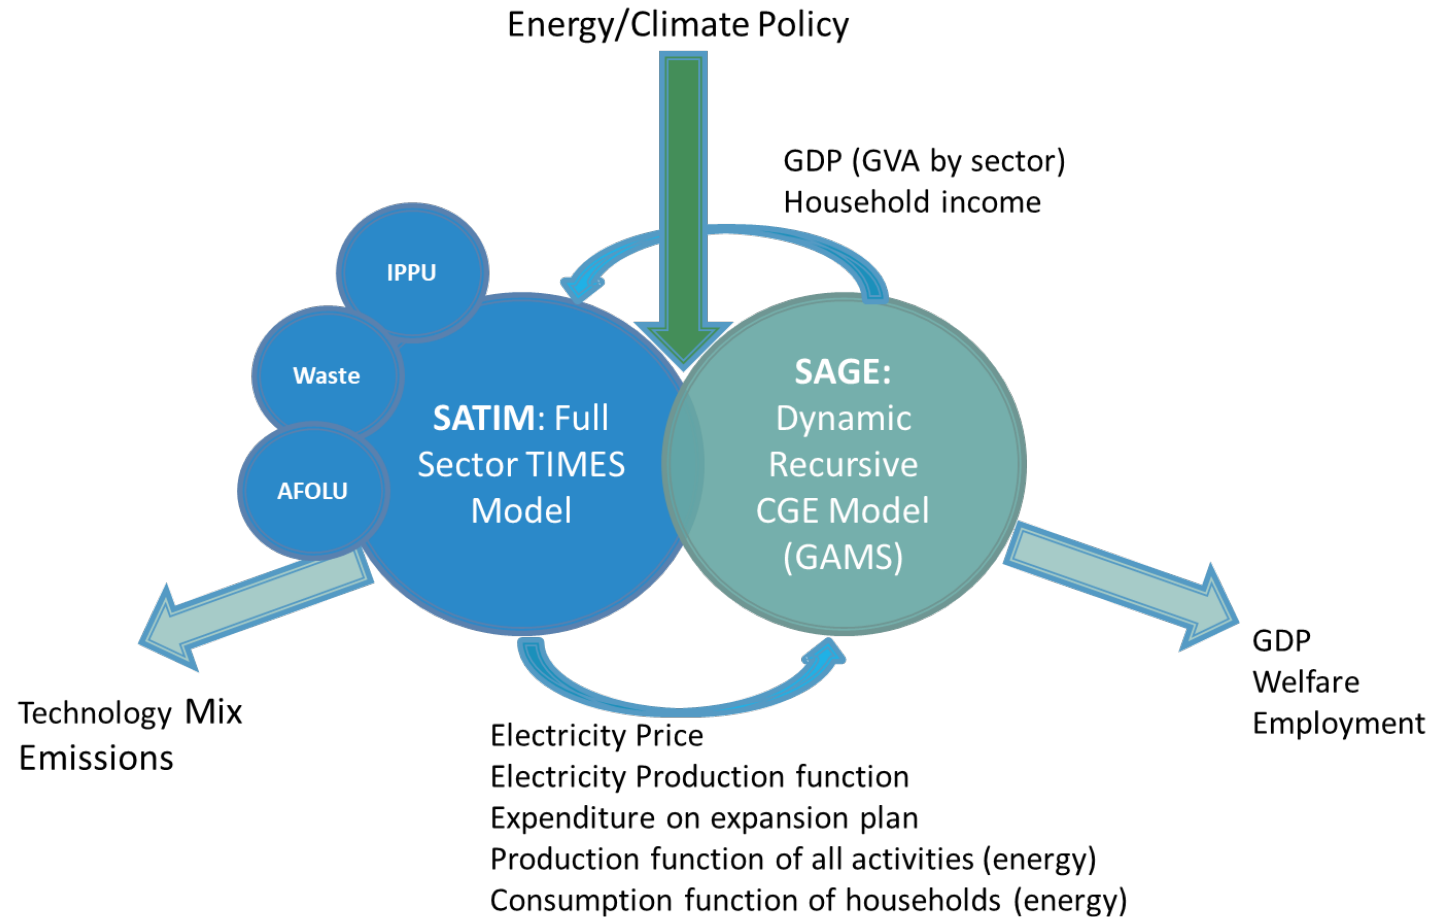 Energy/Climate Policy
GDP (GVA by sector)
Household income
IPPU
Waste
AFOLU
SATIM: Full
Sector TIMES
Model
SAGE:
Dynamic
Recursive
CGE Model
(GAMS)
Technology Mix
Emissions
GDP
Welfare
Employment
Electricity Price
Electricity Production function
Expenditure on expansion plan
Production function of all activities (energy)
Consumption function of households (energy)